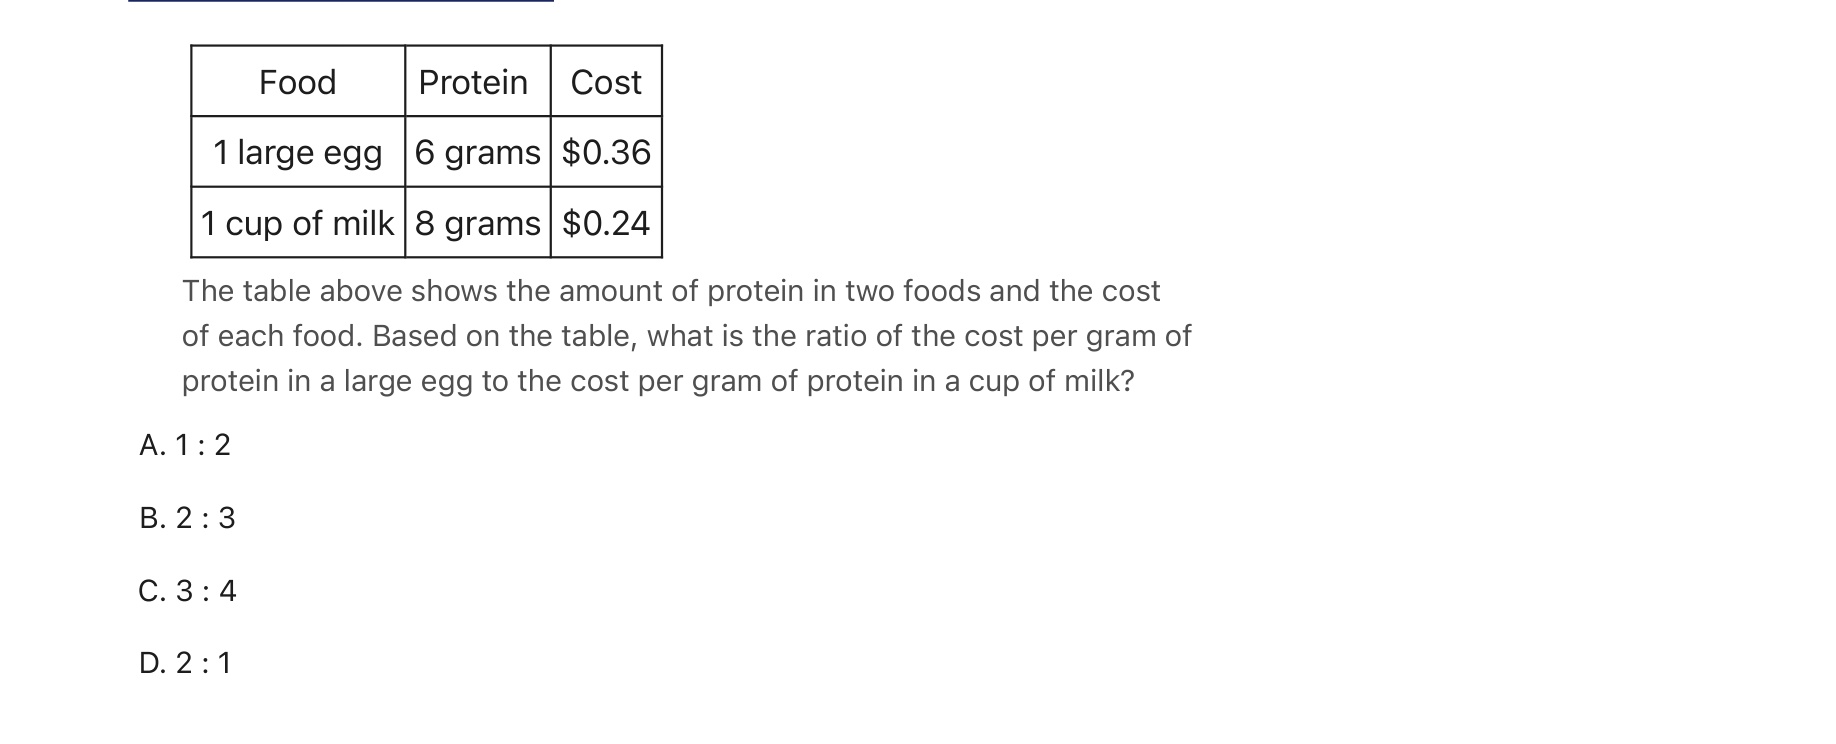 Food Protein Cost
1 large egg 6 grams $0.36
1 cup of milk 8 grams $0.24
The table above shows the amount of protein in two foods and the cost
of each food. Based on the table, what is the ratio of the cost per gram of
protein in a large egg to the cost per gram of protein in a cup of milk?
A. 1 : 2
B. 2 : 3
C. 3 : 4
D. 2 : 1